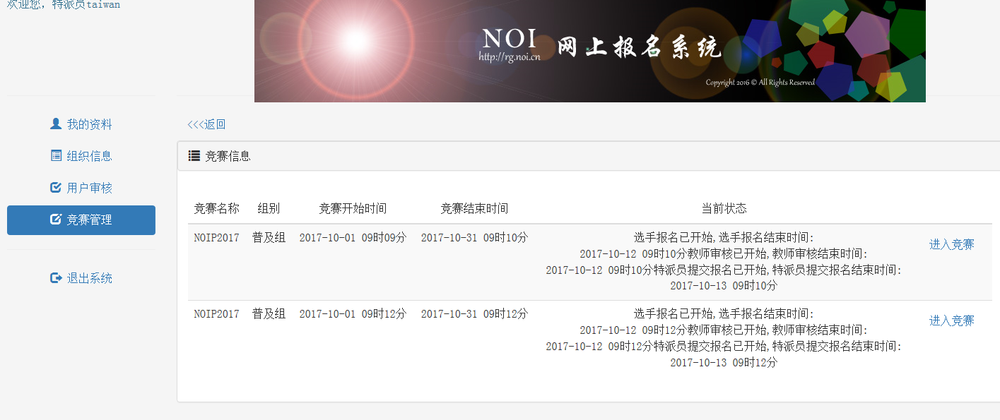 欢迎您，特派员taiwan
NOI 网上报名系统
http://rg.noi.cn
Copyright 2016 © All Rights Reserved
我的资料
组织信息
用户审核
竞赛管理
退出系统
<<<返回
竞赛信息
竞赛名称 组别 竞赛开始时间 竞赛结束时间 当前状态
NOIP2017 普及组 2017-10-01 09时09分 2017-10-31 09时10分 选手报名已开始,选手报名结束时间:
2017-10-12 09时10分教师审核已开始,教师审核结束时间:
2017-10-12 09时10分特派员提交报名已开始,特派员提交报名结束时间:
2017-10-13 09时10分
进入竞赛
NOIP2017 普及组 2017-10-01 09时12分 2017-10-31 09时12分 选手报名已开始,选手报名结束时间:
2017-10-12 09时12分教师审核已开始,教师审核结束时间:
2017-10-12 09时12分特派员提交报名已开始,特派员提交报名结束时间:
2017-10-13 09时12分
进入竞赛